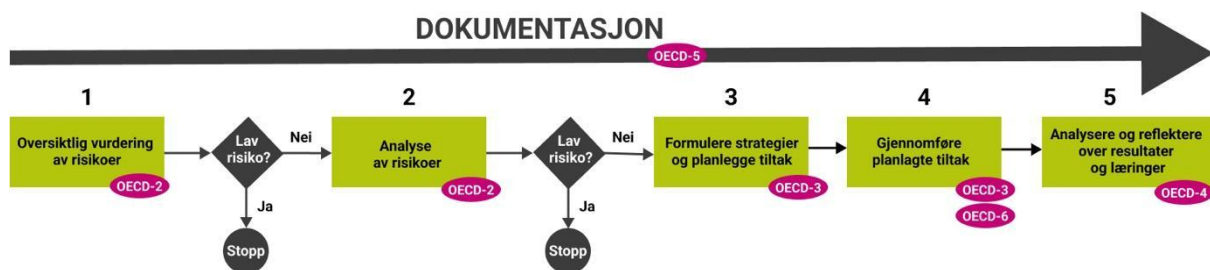 DOKUMENTASJON
OECD-5
1
Oversiktlig vurdering
av risikoer
OECD-2
Lav
risiko?
Nei
Ja
Stopp
2
Analyse
av risikoer
OECD-2
Lav
risiko?
Nei
Ja
Stopp
3
Formulere strategier
og planlegge tiltak
OECD-3
4
Gjennomføre
planlagte tiltak
OECD-3
OECD-6
5
Analysere og reflektere
over resultater
og læringer
OECD-4